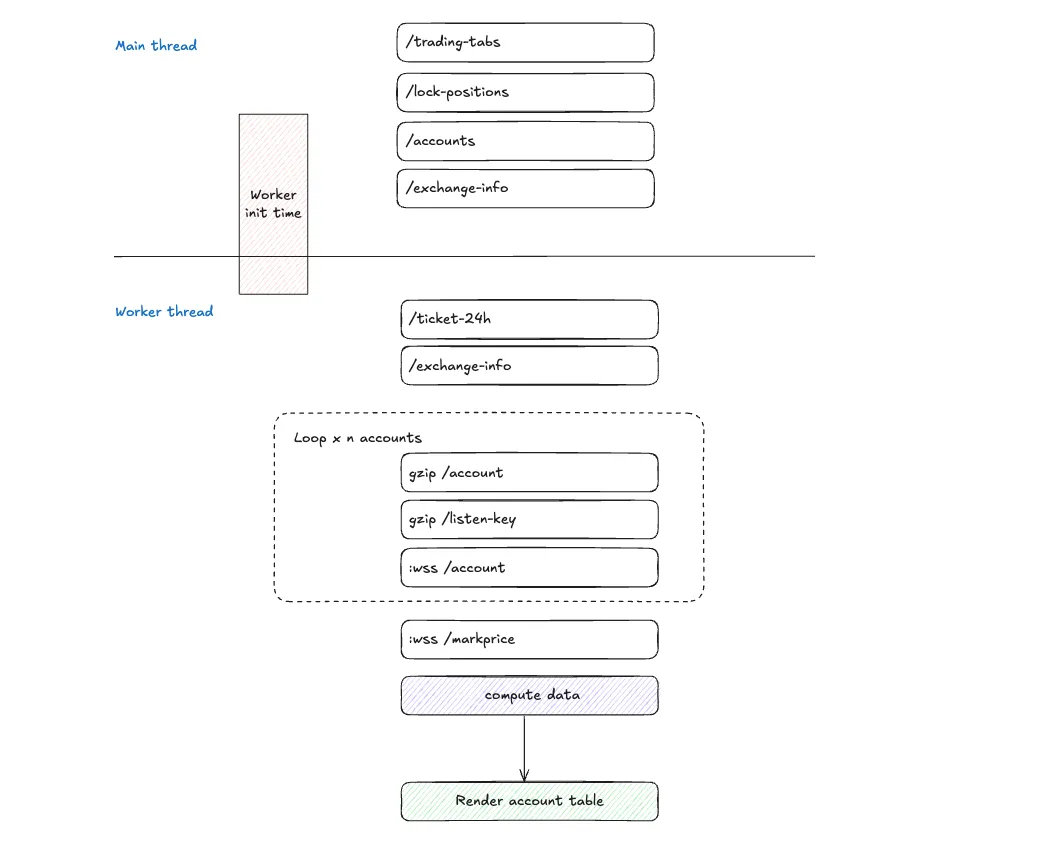 Main thread
/trading-tabs
/lock-positions
/accounts
/exchange-info
Worker
init time
Worker thread
/ticket-24h
/exchange-info
Loop x n accounts
gzip /account
gzip /listen-key
:wss /account
:wss /markprice
compute data
Render account table